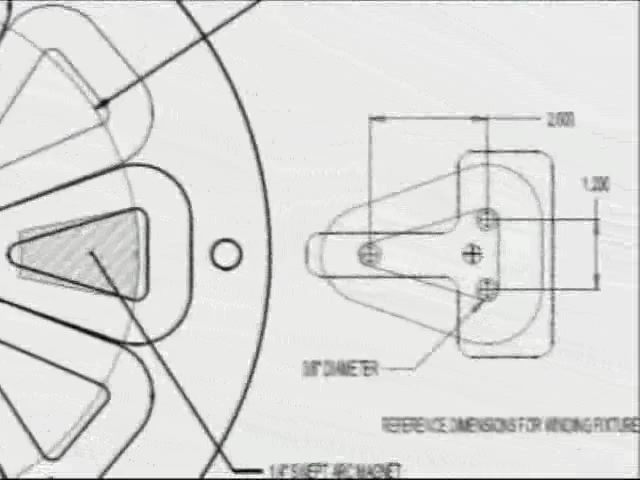 2.000
1.200
3/8" DIAMETER
REFERENCE DIMENSIONS FOR WINDING FIXTURE
1/4" SWEPT ARC MAGNET